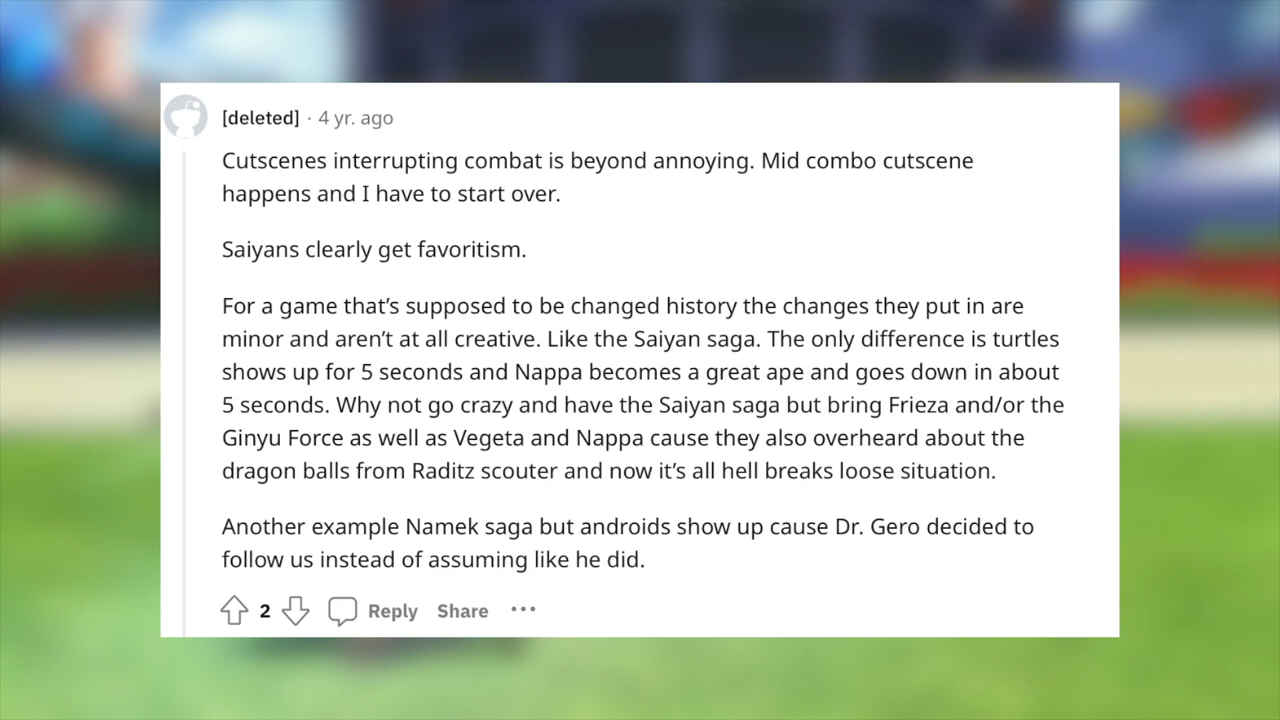 [deleted] · 4 yr. ago
Cutscenes interrupting combat is beyond annoying. Mid combo cutscene
happens and I have to start over.
Saiyans clearly get favoritism.
For a game that’s supposed to be changed history the changes they put in are
minor and aren’t at all creative. Like the Saiyan saga. The only difference is turtles
shows up for 5 seconds and Nappa becomes a great ape and goes down in about
5 seconds. Why not go crazy and have the Saiyan saga but bring Frieza and/or the
Ginyu Force as well as Vegeta and Nappa cause they also overheard about the
dragon balls from Raditz scouter and now it’s all hell breaks loose situation.
Another example Namek saga but androids show up cause Dr. Gero decided to
follow us instead of assuming like he did.
2 Reply Share ···